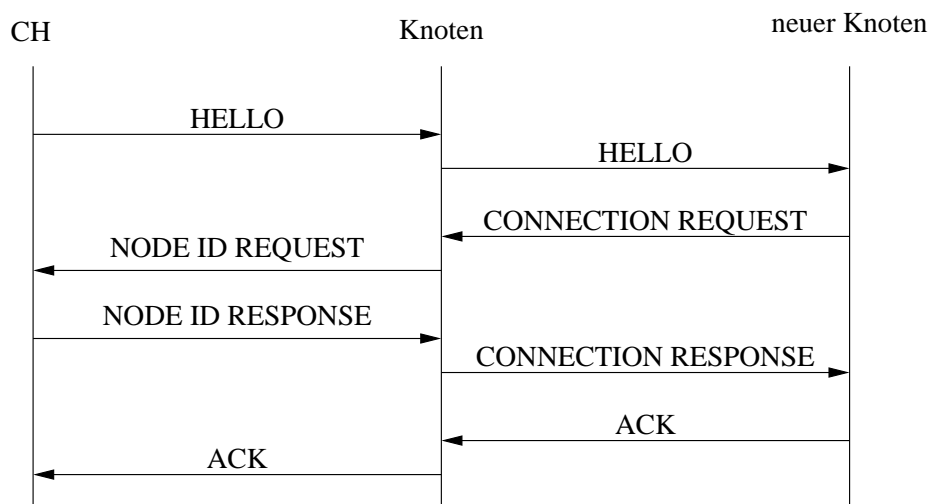 CH
Knoten
neuer Knoten
HELLO
HELLO
CONNECTION REQUEST
NODE ID REQUEST
NODE ID RESPONSE
CONNECTION RESPONSE
ACK
ACK